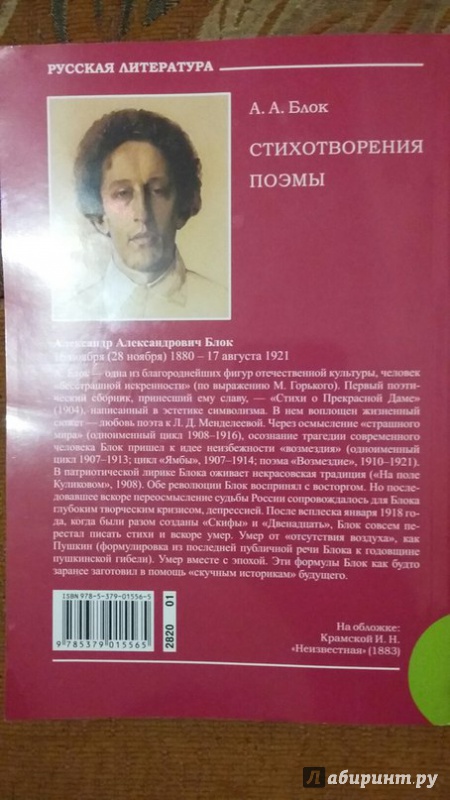 РУССКАЯ ЛИТЕРАТУРА
А. А. Блок
СТИХОТВОРЕНИЯ
ПОЭМЫ
Александр Александрович Блок
(28 ноября) 1880 – 17 августа 1921
Блок — одна из благороднейших фигур отечественной культуры, человек
«бесстрашной искренности» (по выражению М. Горького). Первый поэти-
ческий сборник, принесший ему славу, — «Стихи о Прекрасной Даме»
(1904), написанный в эстетике символизма. В нем воплощен жизненный
сюжет — любовь поэта к Л. Д. Менделеевой. Через осмысление «страшного
мира» (одноименный цикл 1908–1916), осознание трагедии современного
человека Блок пришел к идее неизбежности «возмездия» (одноименный
цикл 1907–1913; цикл «Ямбы», 1907–1914; поэма «Возмездие», 1910–1921).
В патриотической лирике Блока оживает некрасовская традиция («На поле
Куликовом», 1908). Обе революции Блок воспринял с восторгом. Но после-
довавшее вскоре переосмысление судьбы России сопровождалось для Блока
глубоким творческим кризисом, депрессией. После всплеска января 1918 го-
да, когда были разом созданы «Скифы» и «Двенадцать», Блок совсем пе-
рестал писать стихи и вскоре умер. Умер от «отсутствия воздуха», как
Пушкин (формулировка из последней публичной речи Блока к годовщине
пушкинской гибели). Умер вместе с эпохой. Эти формулы Блок как будто
заранее заготовил в помощь «скучным историкам» будущего.
ISBN 978-5-379-01556-5
9 785379 015565
2820 01
На обложке:
Крамской И. Н.
«Неизвестная» (1883)
Лабиринт.ру